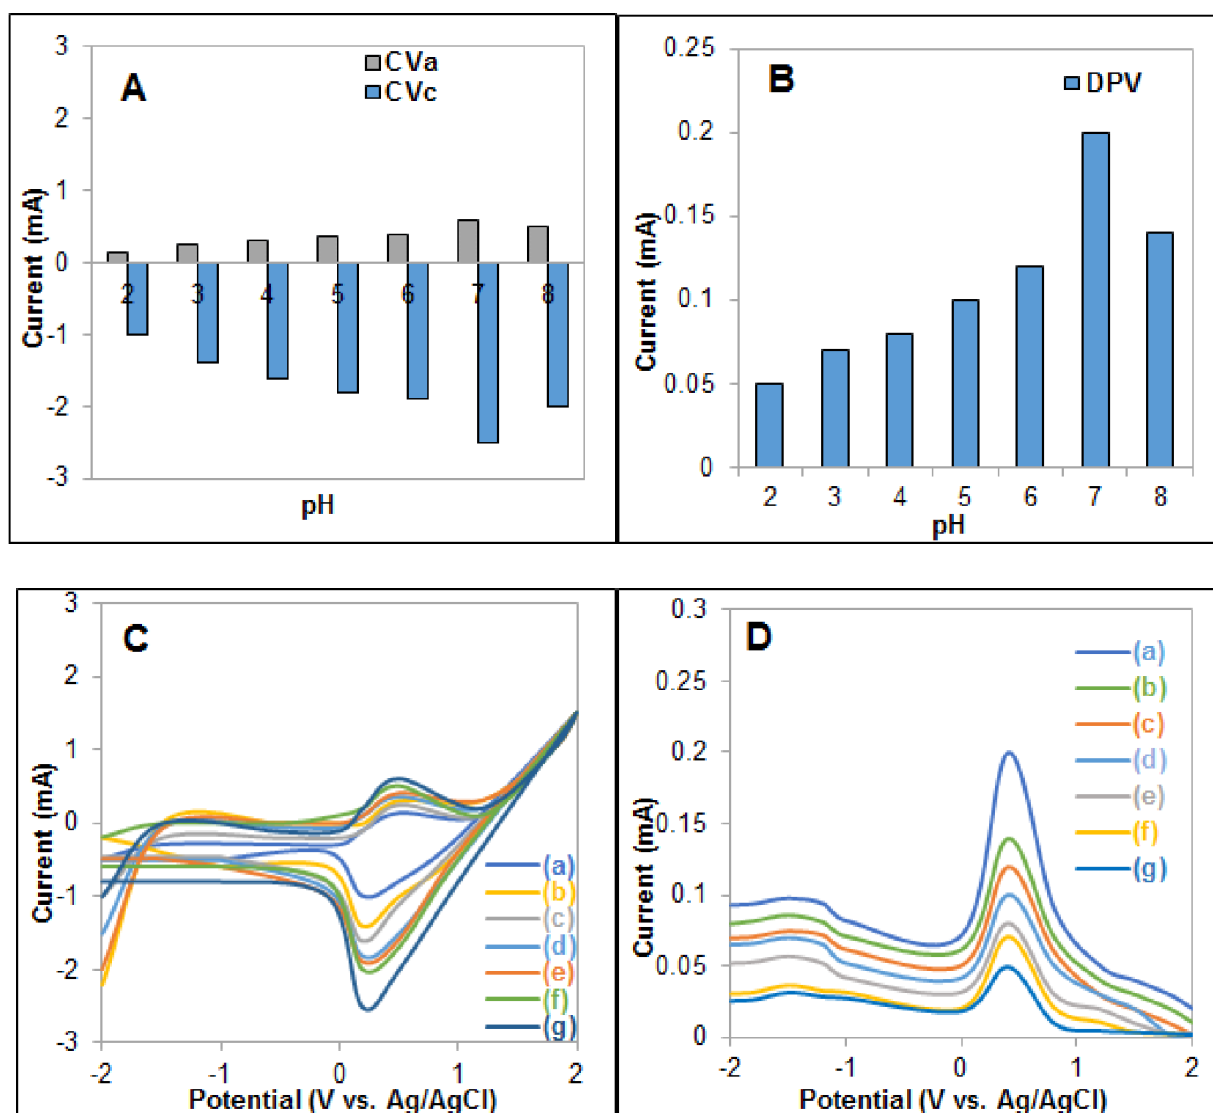 A
CVa
CVc
3
2
1
0
-1
-2
-3
Current (mA)
2 3 4 5 6 7 8
pH
B
DPV
0.25
0.2
0.15
0.1
0.05
0
Current (mA)
2 3 4 5 6 7 8
pH
C
3
2
1
0
-1
-2
-3
Current (mA)
(a)
(b)
(c)
(d)
(e)
(f)
(g)
-2 -1 0 1 2
Potential (V vs. Ag/AgCl)
D
0.3
0.25
0.2
0.15
0.1
0.05
0
Current (mA)
(a)
(b)
(c)
(d)
(e)
(f)
(g)
-2 -1 0 1 2
Potential (V vs. Ag/AgCl)